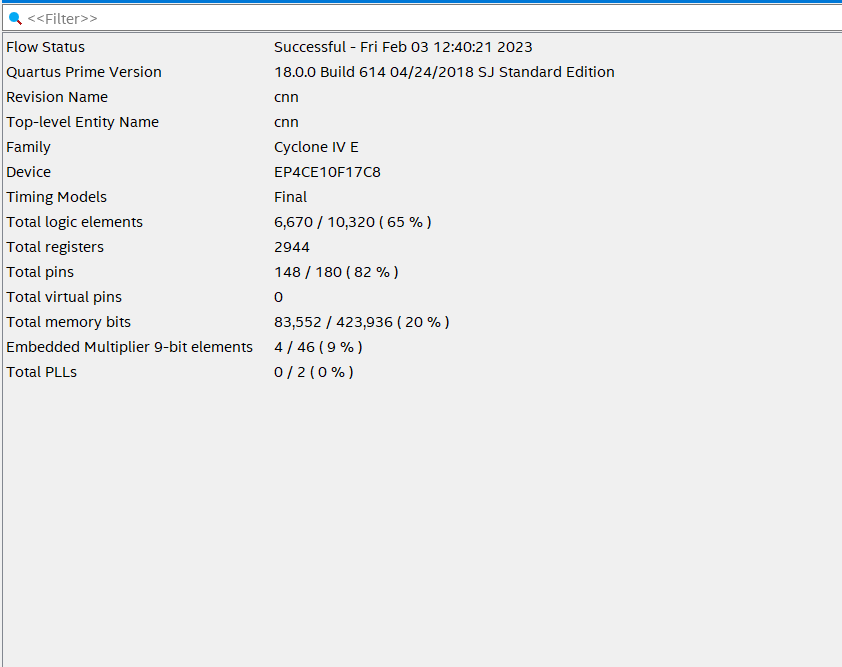 <<Filter>>
Flow Status Successful - Fri Feb 03 12:40:21 2023
Quartus Prime Version 18.0.0 Build 614 04/24/2018 SJ Standard Edition
Revision Name cnn
Top-level Entity Name cnn
Family Cyclone IV E
Device EP4CE10F17C8
Timing Models Final
Total logic elements 6,670 / 10,320 ( 65 % )
Total registers 2944
Total pins 148 / 180 ( 82 % )
Total virtual pins 0
Total memory bits 83,552 / 423,936 ( 20 % )
Embedded Multiplier 9-bit elements 4 / 46 ( 9 % )
Total PLLs 0 / 2 ( 0 % )